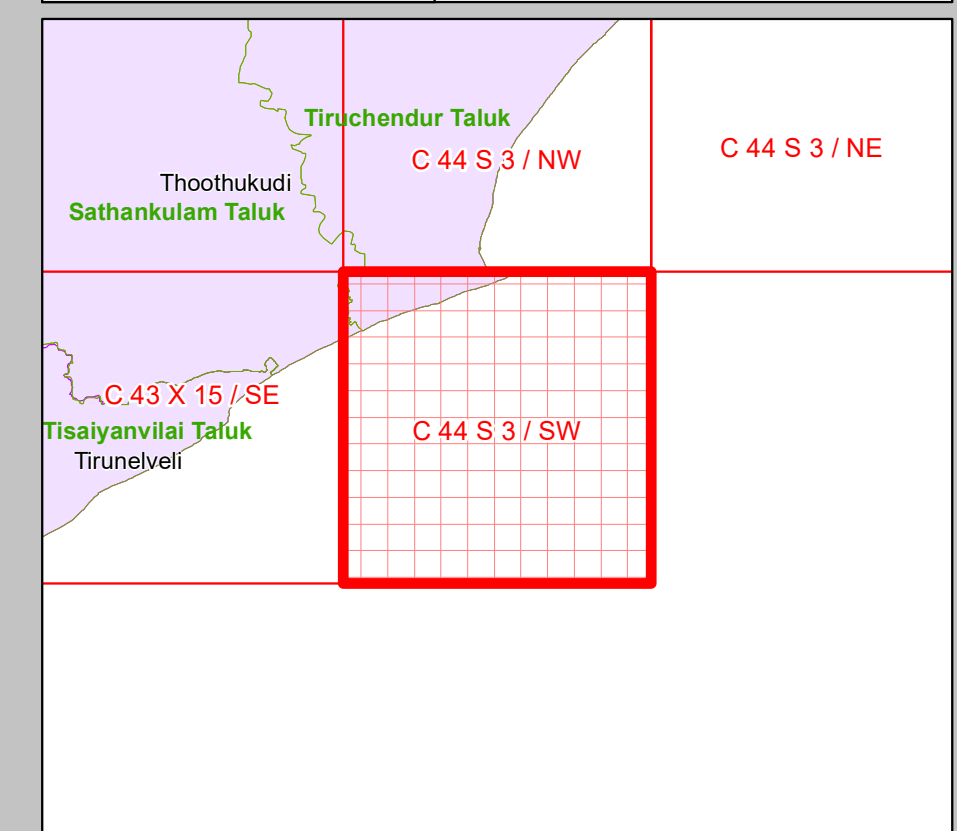 Tiruchendur Taluk
C 44 S 3 / NW
C 44 S 3 / NE
Thoothukudi
Sathankulam Taluk
C 43 X 15 / SE
C 44 S 3 / SW
Tisaiyanvilai Taluk
Tirunelveli